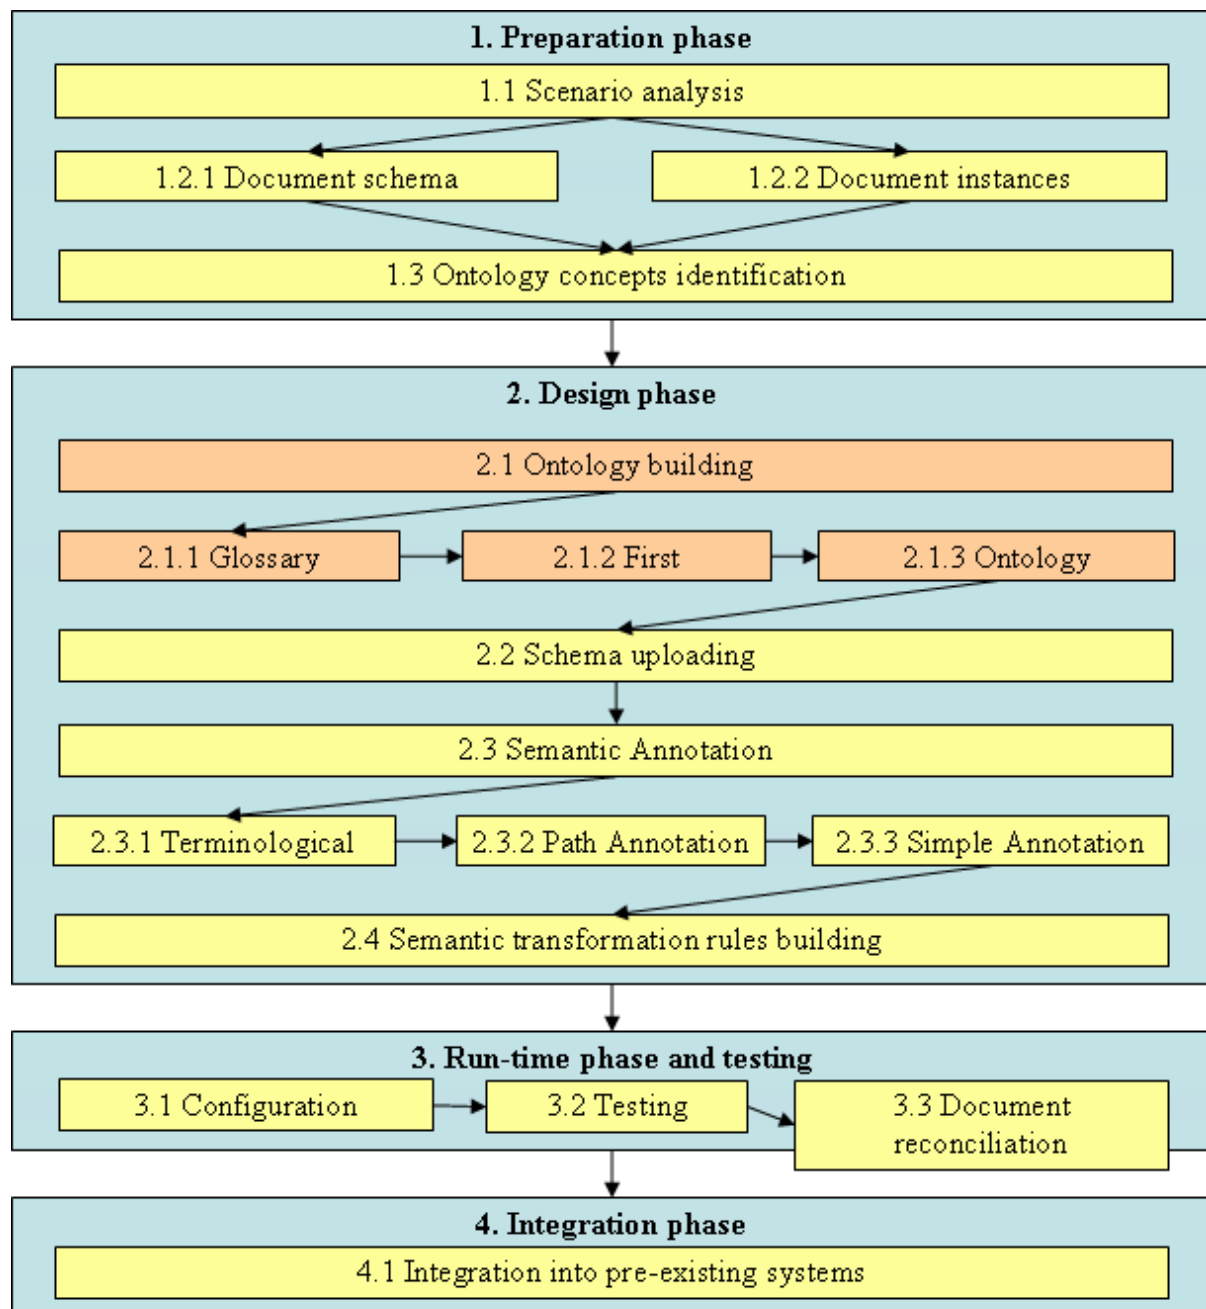 1. Preparation phase
1.1 Scenario analysis
1.2.1 Document schema
1.2.2 Document instances
1.3 Ontology concepts identification
2. Design phase
2.1 Ontology building
2.1.1 Glossary
2.1.2 First
2.1.3 Ontology
2.2 Schema uploading
2.3 Semantic Annotation
2.3.1 Terminological
2.3.2 Path Annotation
2.3.3 Simple Annotation
2.4 Semantic transformation rules building
3. Run-time phase and testing
3.1 Configuration
3.2 Testing
3.3 Document
reconciliation
4. Integration phase
4.1 Integration into pre-existing systems